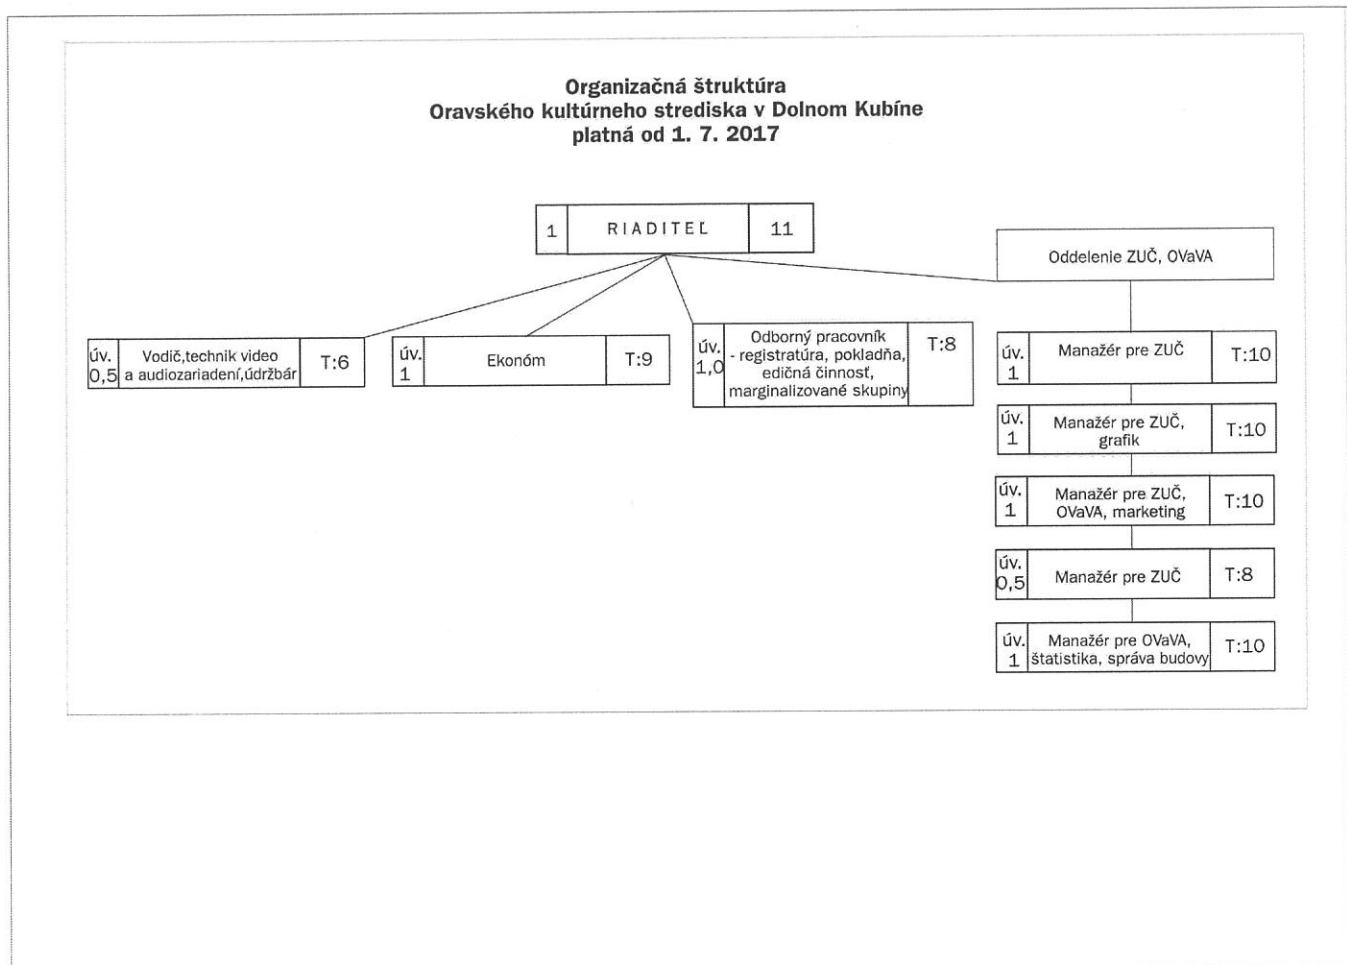 Organizačná štruktúra
Oravského kultúrneho strediska v Dolnom Kubíne
platná od 1. 7. 2017
1 RIADITEĽ 11
Oddelenie ZUČ, OVaVA
úv.
0,5
Vodič,technik video
a audiozariadení,údržbár
T:6
úv.
1
Ekonóm
T:9
úv.
1,0
Odborný pracovník
- registratúra, pokladňa,
edičná činnosť,
marginalizované skupiny
T:8
úv.
1
Manažér pre ZUČ
T:10
úv.
1
Manažér pre ZUČ,
grafik
T:10
úv.
1
Manažér pre ZUČ,
OVaVA, marketing
T:10
úv.
0,5
Manažér pre ZUČ
T:8
úv.
1
Manažér pre OVaVA,
štatistika, správa budovy
T:10